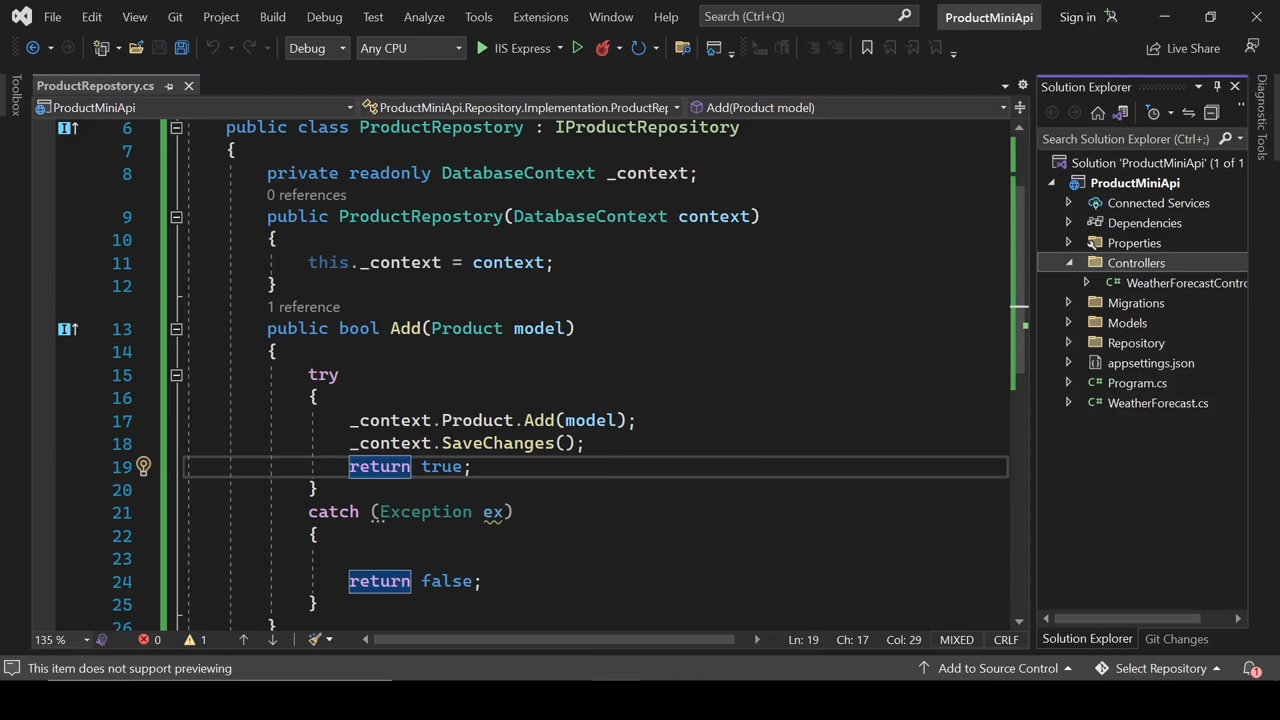 File Edit View Git Project Build Debug Test Analyze Tools Extensions Window Help Search (Ctrl+Q) ProductMiniApi Sign in
Debug Any CPU IIS Express Live Share
Toolbox
ProductRepostory.cs
ProductMiniApi ProductMiniApi.Repository.Implementation.ProductRep Add(Product model)
6 public class ProductRepostory : IProductRepository
7 {
8 private readonly DatabaseContext _context;
0 references
9 public ProductRepostory(DatabaseContext context)
10 {
11 this._context = context;
12 }
1 reference
13 public bool Add(Product model)
14 {
15 try
16 {
17 _context.Product.Add(model);
18 _context.SaveChanges();
19 return true;
20 }
21 catch (Exception ex)
22 {
23
24 return false;
25 }
26 }
135 % 0 1 Ln: 19 Ch: 17 Col: 29 MIXED CRLF
Solution Explorer
Search Solution Explorer (Ctrl+;)
Solution 'ProductMiniApi' (1 of 1
ProductMiniApi
Connected Services
Dependencies
Properties
Controllers
C# WeatherForecastContro
Migrations
Models
Repository
appsettings.json
C# Program.cs
C# WeatherForecast.cs
Solution Explorer Git Changes
Diagnostic Tools
This item does not support previewing Add to Source Control Select Repository 1